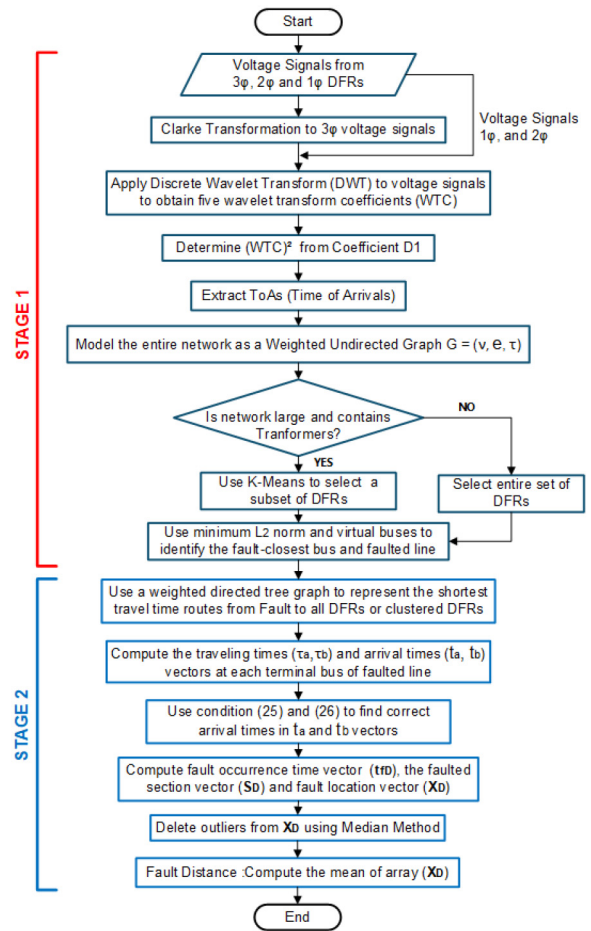 Start
Voltage Signals from
3φ, 2φ and 1φ DFRs
Voltage Signals
1φ, and 2φ
Clarke Transformation to 3φ voltage signals
Apply Discrete Wavelet Transform (DWT) to voltage signals
to obtain five wavelet transform coefficients (WTC)
Determine (WTC)² from Coefficient D1
Extract ToAs (Time of Arrivals)
Model the entire network as a Weighted Undirected Graph G = (v, e, τ)
Is network large and contains
Tranformers?
NO
YES
Use K-Means to select a
subset of DFRs
Select entire set of
DFRs
Use minimum L2 norm and virtual buses to
identify the fault-closest bus and faulted line
STAGE 1
Use a weighted directed tree graph to represent the shortest
travel time routes from Fault to all DFRs or clustered DFRs
Compute the traveling times (τa,τb) and arrival times (ta, tb)
vectors at each terminal bus of faulted line
Use condition (25) and (26) to find correct
arrival times in ta and tb vectors
Compute fault occurrence time vector (tfD), the faulted
section vector (SD) and fault location vector (XD)
Delete outliers from XD using Median Method
Fault Distance :Compute the mean of array (XD)
STAGE 2
End